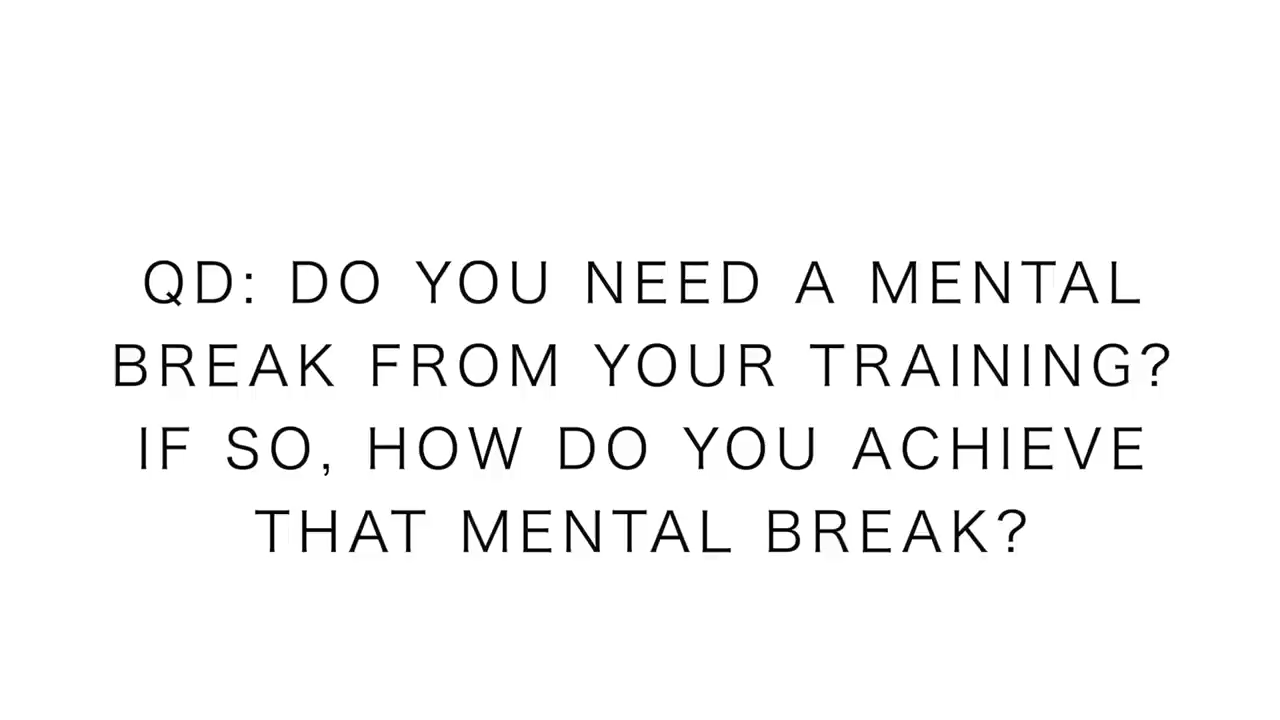 QD: DO YOU NEED A MENTAL
BREAK FROM YOUR TRAINING?
IF SO, HOW DO YOU ACHIEVE
THAT MENTAL BREAK?